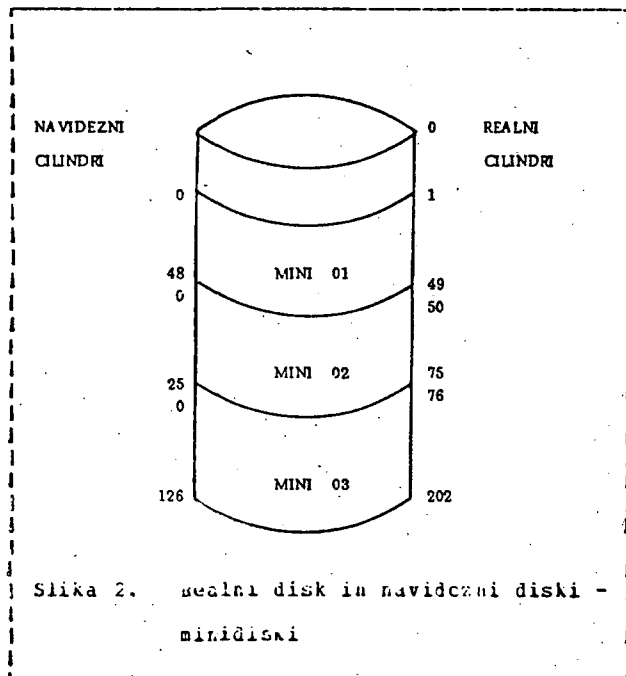 NAVIDEZNI 0 REALNI
CILINDRI CILINDRI
0 1
48 MINI 01 49
0 50
25 MINI 02 75
0 76
126 MINI 03 202
Slika 2. Realni disk in navidezni diski -
minidiski